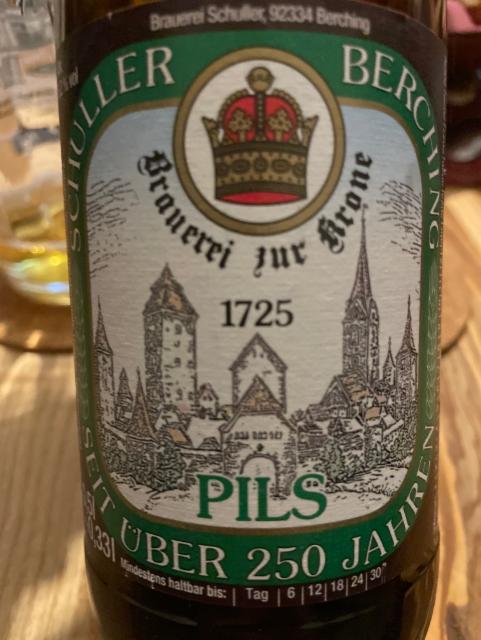 Brauerei Schuller, 92334 Berching
SCHULLER BERCHING
Brauerei zur Krone
1725
PILS
SEIT ÜBER 250 JAHREN
0,33l
Mindestens haltbar bis: | Tag | 6 | 12 | 18 | 24 | 30